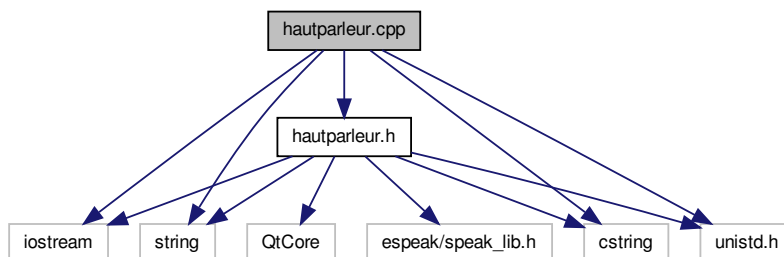 hautparleur.cpp
hautparleur.h
iostream
string
QtCore
espeak/speak_lib.h
cstring
unistd.h